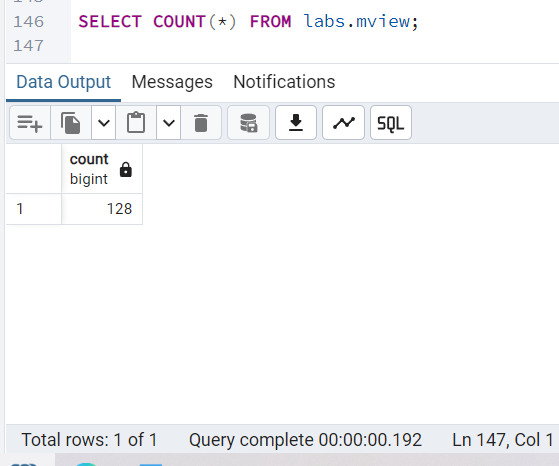 146 SELECT COUNT(*) FROM labs.mview;
147
Data Output Messages Notifications
SQL
count
bigint
1 128
Total rows: 1 of 1 Query complete 00:00:00.192 Ln 147, Col 1